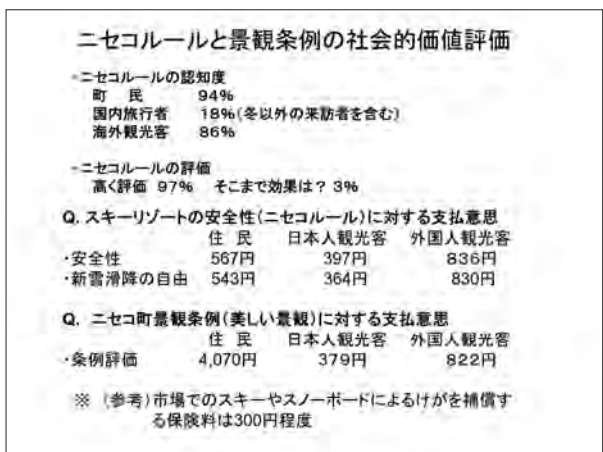 ニセコルールと景観条例の社会的価値評価
・ニセコルールの認知度
町 民 94%
国内旅行者 18%(冬以外の来訪者を含む)
海外観光客 86%
・ニセコルールの評価
高く評価 97% そこまで効果は? 3%
Q. スキーリゾートの安全性(ニセコルール)に対する支払意思
住 民 日本人観光客 外国人観光客
・安全性 567円 397円 836円
・新雪滑降の自由 543円 364円 830円
Q. ニセコ町景観条例(美しい景観)に対する支払意思
住 民 日本人観光客 外国人観光客
・条例評価 4,070円 379円 822円
※ (参考)市場でのスキーやスノーボードによるけがを補償す
る保険料は300円程度